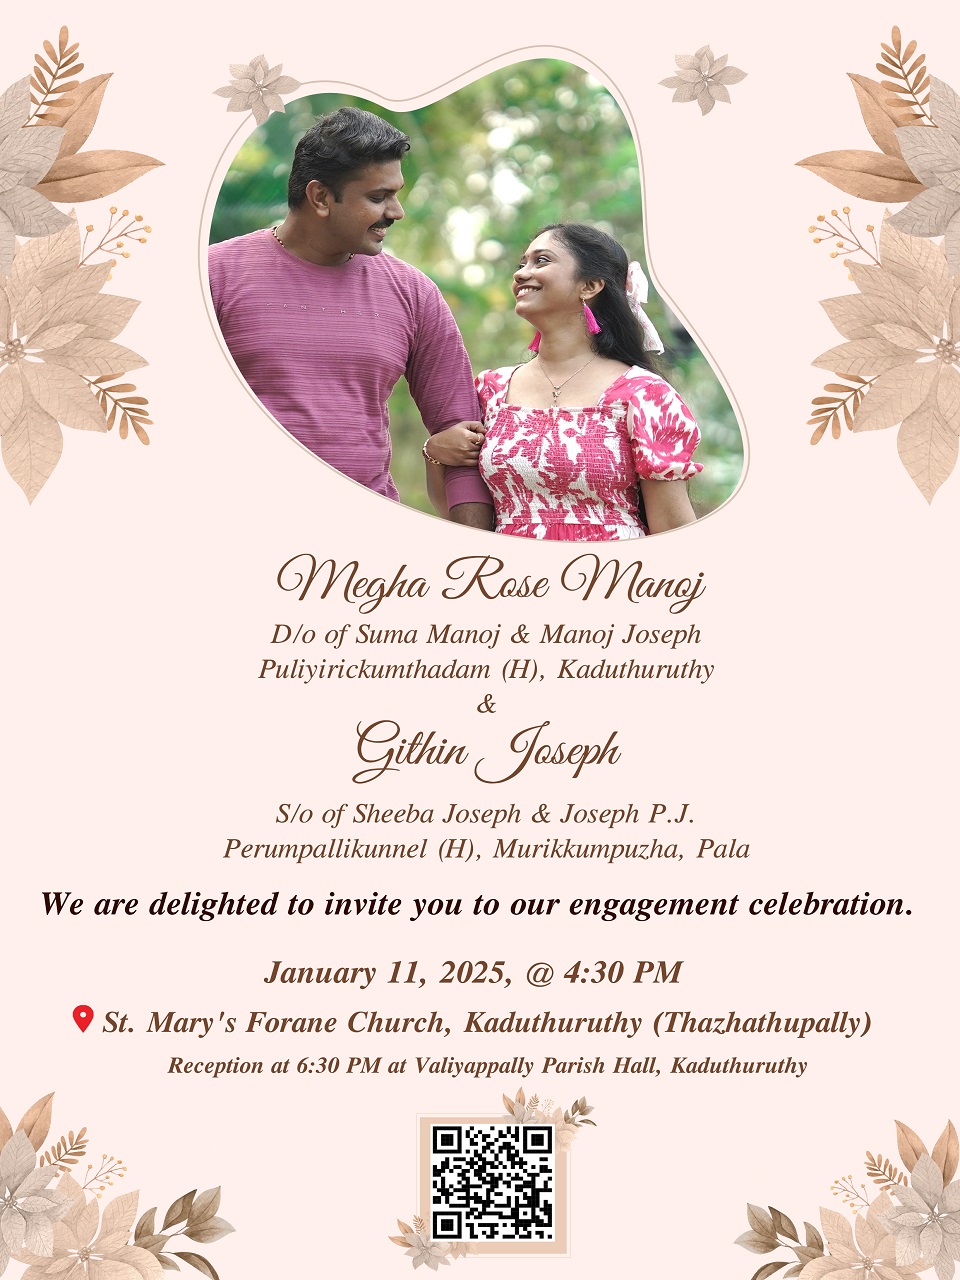 Megha Rose Manoj
D/o of Suma Manoj & Manoj Joseph
Puliyirickumthadam (H), Kaduthuruthy
&
Githin Joseph
S/o of Sheeba Joseph & Joseph P.J.
Perumpallikunnel (H), Murikkumpuzha, Pala
We are delighted to invite you to our engagement celebration.
January 11, 2025, @ 4:30 PM
St. Mary's Forane Church, Kaduthuruthy (Thazhathupally)
Reception at 6:30 PM at Valiyappally Parish Hall, Kaduthuruthy